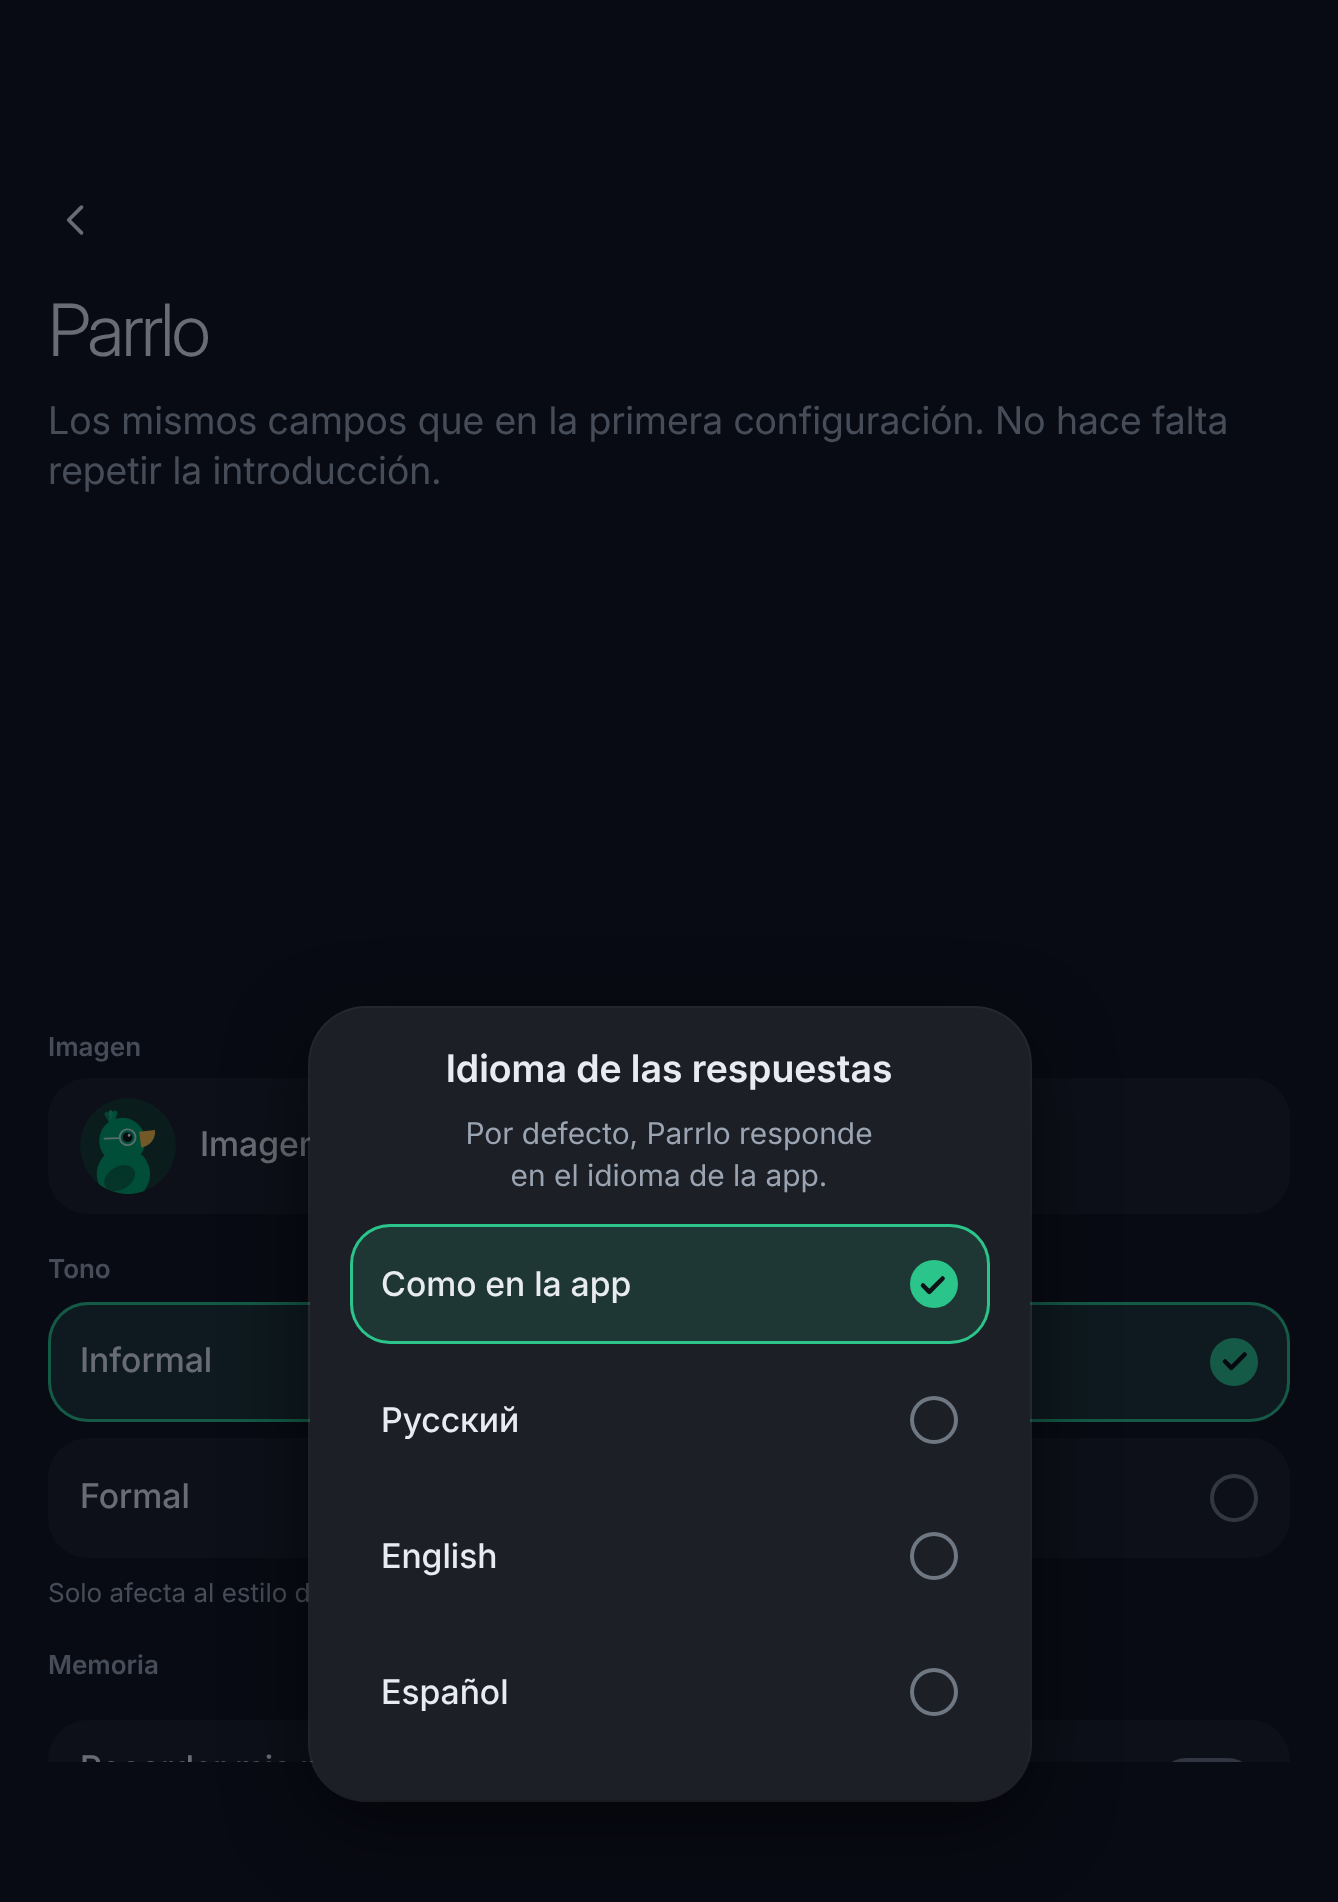 Parrlo
Los mismos campos que en la primera configuración. No hace falta
repetir la introducción.
Imagen
Imagen
Tono
Informal
Formal
Solo afecta al estilo
Memoria
Idioma de las respuestas
Por defecto, Parrlo responde
en el idioma de la app.
Como en la app
Русский
English
Español